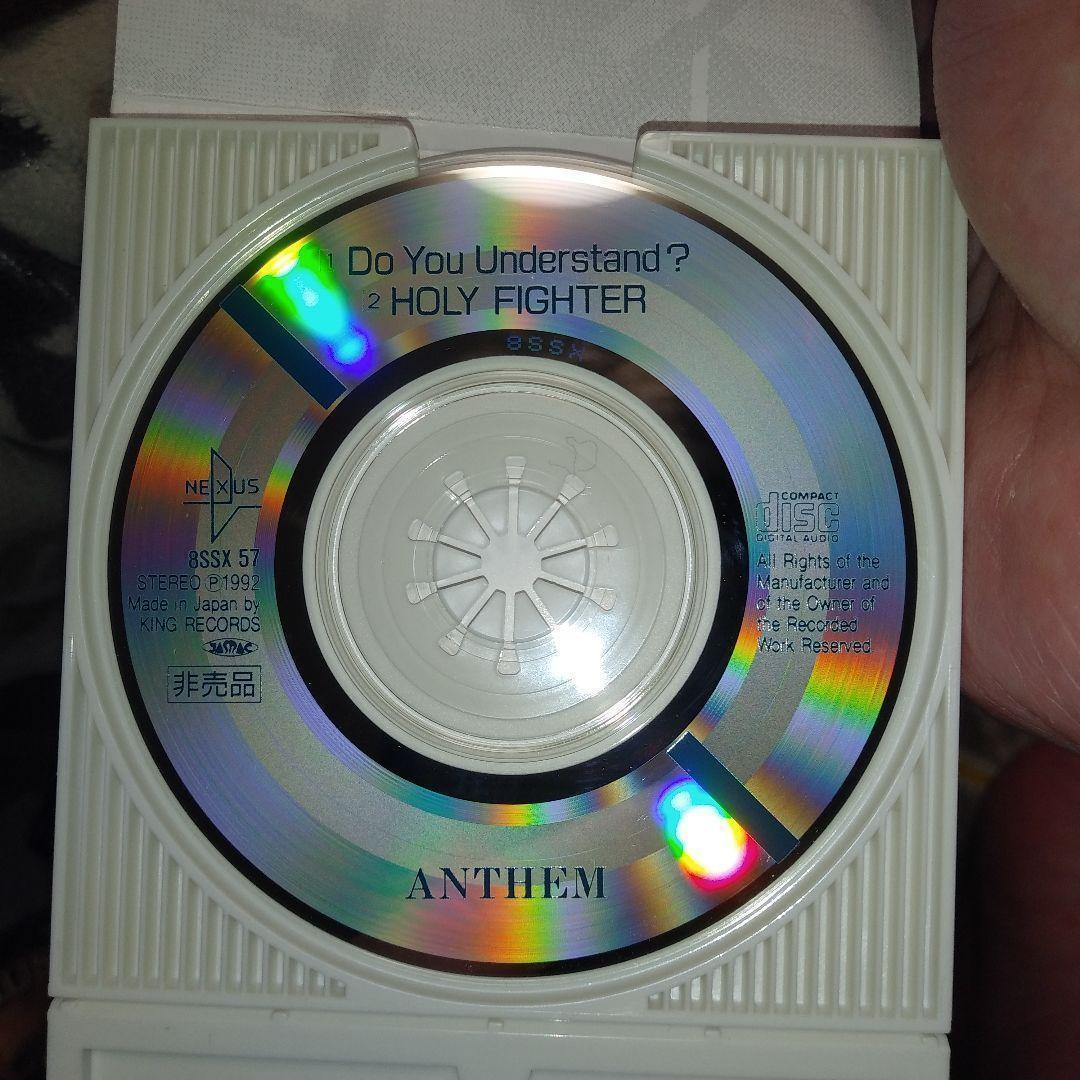 1 Do You Understand?
2 HOLY FIGHTER
8SSX
NEXUS
8SSX 57
STEREO Ⓟ1992
Made in Japan by
KING RECORDS
JASRAC
非売品
COMPACT
disc
DIGITAL AUDIO
All Rights of the
Manufacturer and
of the Owner of
the Recorded
Work Reserved
ANTHEM